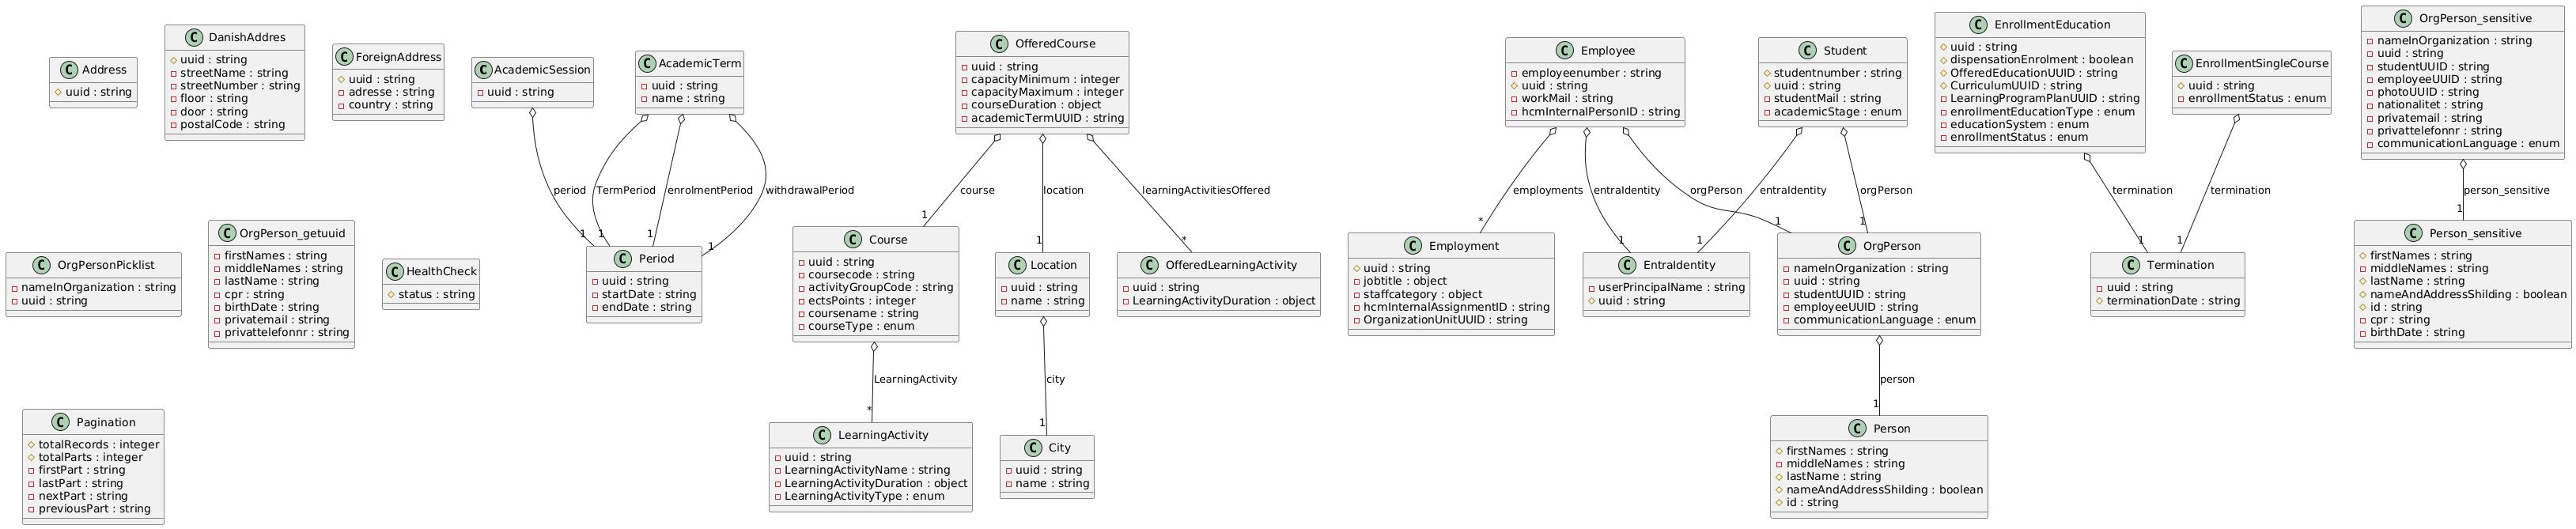 Address
uuid : string
DanishAddres
uuid : string
streetName : string
streetNumber : string
floor : string
door : string
postalCode : string
ForeignAddress
uuid : string
adresse : string
country : string
AcademicSession
uuid : string
AcademicTerm
uuid : string
name : string
OfferedCourse
uuid : string
capacityMinimum : integer
capacityMaximum : integer
courseDuration : object
academicTermUUID : string
Employee
employeenumber : string
uuid : string
workMail : string
hcmInternalPersonID : string
Student
studentnumber : string
uuid : string
studentMail : string
academicStage : enum
EnrollmentEducation
uuid : string
dispensationEnrolment : boolean
OfferedEducationUUID : string
CurriculumUUID : string
LearningProgramPlanUUID : string
enrollmentEducationType : enum
educationSystem : enum
enrollmentStatus : enum
EnrollmentSingleCourse
uuid : string
enrollmentStatus : enum
OrgPerson_sensitive
nameInOrganization : string
uuid : string
studentUUID : string
employeeUUID : string
photoUUID : string
nationalitet : string
privatemail : string
privattelefonnr : string
communicationLanguage : enum
period
TermPeriod
enrolmentPeriod
withdrawalPeriod
course
location
learningActivitiesOffered
employments
entraIdentity
orgPerson
entraIdentity
orgPerson
termination
termination
person_sensitive
1
1
1
1
1
1
*
*
1
1
1
1
1
1
1
OrgPersonPicklist
nameInOrganization : string
uuid : string
OrgPerson_getuuid
firstNames : string
middleNames : string
lastName : string
cpr : string
birthDate : string
privatemail : string
privattelefonnr : string
HealthCheck
status : string
Period
uuid : string
startDate : string
endDate : string
Course
uuid : string
coursecode : string
activityGroupCode : string
ectsPoints : integer
coursename : string
courseType : enum
Location
uuid : string
name : string
OfferedLearningActivity
uuid : string
LearningActivityDuration : object
Employment
uuid : string
jobtitle : object
staffcategory : object
hcmInternalAssignmentID : string
OrganizationUnitUUID : string
EntraIdentity
userPrincipalName : string
uuid : string
OrgPerson
nameInOrganization : string
uuid : string
studentUUID : string
employeeUUID : string
communicationLanguage : enum
Termination
uuid : string
terminationDate : string
Person_sensitive
firstNames : string
middleNames : string
lastName : string
nameAndAddressShilding : boolean
id : string
cpr : string
birthDate : string
LearningActivity
city
person
*
1
1
Pagination
totalRecords : integer
totalParts : integer
firstPart : string
lastPart : string
nextPart : string
previousPart : string
LearningActivity
uuid : string
LearningActivityName : string
LearningActivityDuration : object
LearningActivityType : enum
City
uuid : string
name : string
Person
firstNames : string
middleNames : string
lastName : string
nameAndAddressShilding : boolean
id : string